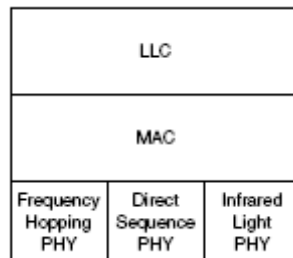 LLC
MAC
Frequency
Hopping
PHY
Direct
Sequence
PHY
Infrared
Light
PHY